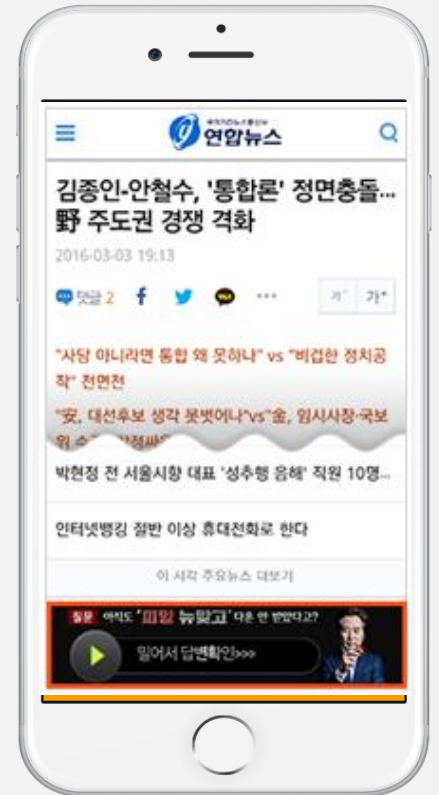 연합뉴스
김종인-안철수, '통합론' 정면충돌...
野 주도권 경쟁 격화
2016-03-03 19:13
댓글 2
가- 가+
"사당 아니라면 통합 왜 못하나" vs "비겁한 정치공
작" 전면전
"安, 대선후보 생각 못벗어나"vs"金, 임시사장·국보
위
박현정 전 서울시향 대표 '성추행 음해' 직원 10명...
인터넷뱅킹 절반 이상 휴대전화로 한다
이 시각 주요뉴스 더보기
질문 아직도 '피망 뉴맞고' 다운 안 받았다고?
밀어서 답변확인>>>